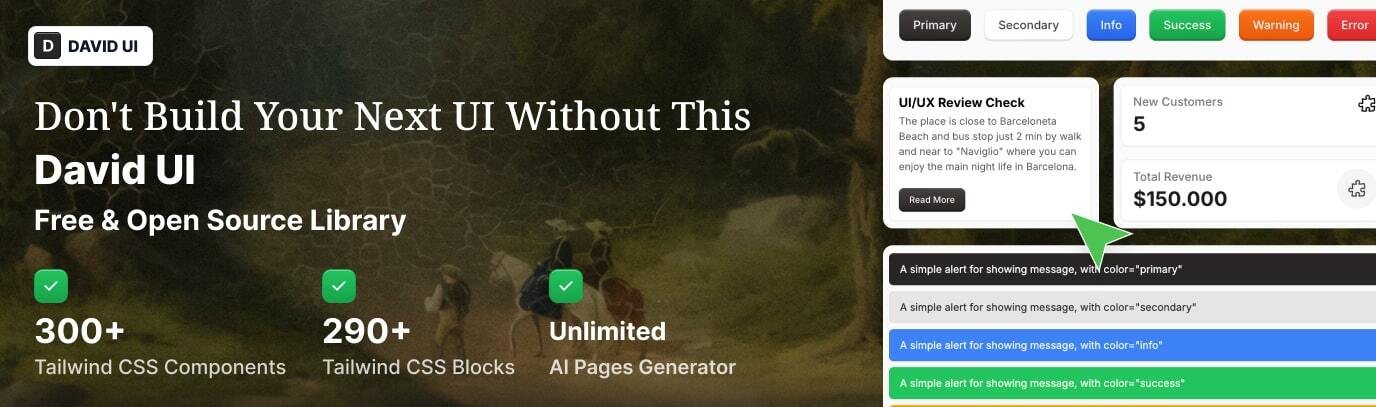 D DAVID UI
Don't Build Your Next UI Without This
David UI
Free & Open Source Library
300+
Tailwind CSS Components
290+
Tailwind CSS Blocks
Unlimited
AI Pages Generator
Primary
Secondary
Info
Success
Warning
Error
UI/UX Review Check
The place is close to Barceloneta
Beach and bus stop just 2 min by walk
and near to "Naviglio" where you can
enjoy the main night life in Barcelona.
Read More
New Customers
5
Total Revenue
$150.000
A simple alert for showing message, with color="primary"
A simple alert for showing message, with color="secondary"
A simple alert for showing message, with color="info"
A simple alert for showing message, with color="success"